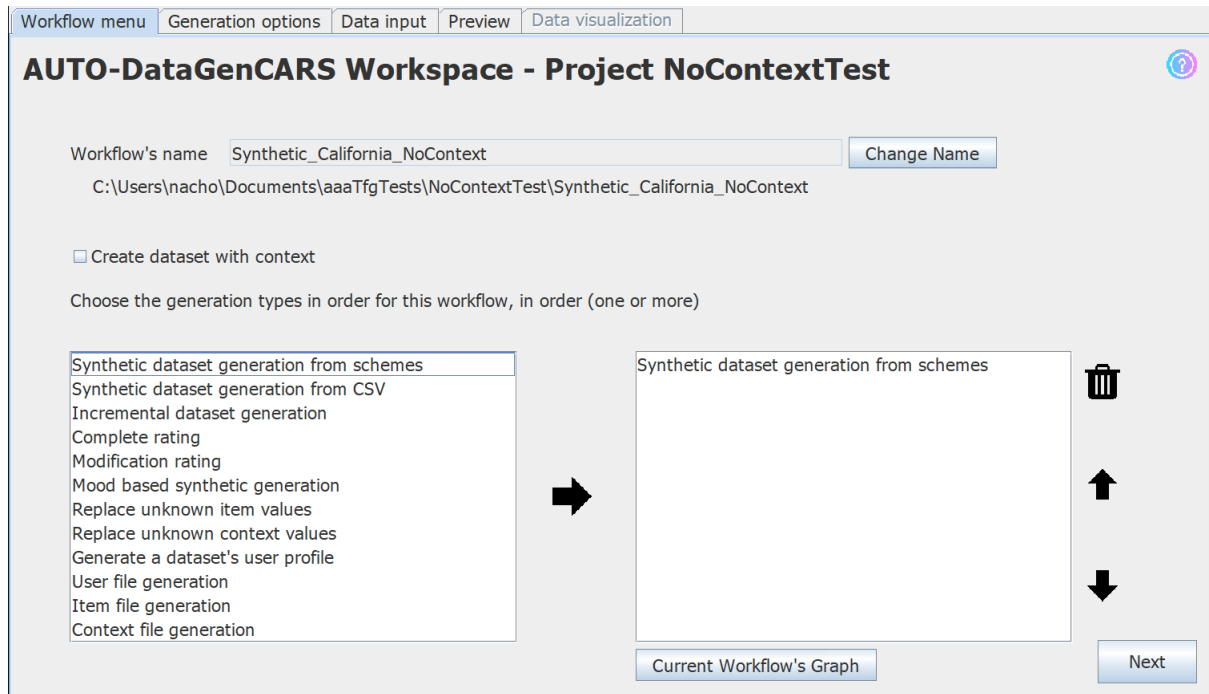 Workflow menu Generation options Data input Preview Data visualization
AUTO-DataGenCARS Workspace - Project NoContextTest
?
Workflow's name Synthetic_California_NoContext Change Name
C:\Users\nacho\Documents\aaaTfgTests\NoContextTest\Synthetic_California_NoContext
Create dataset with context
Choose the generation types in order for this workflow, in order (one or more)
Synthetic dataset generation from schemes
Synthetic dataset generation from CSV
Incremental dataset generation
Complete rating
Modification rating
Mood based synthetic generation
Replace unknown item values
Replace unknown context values
Generate a dataset's user profile
User file generation
Item file generation
Context file generation
Synthetic dataset generation from schemes
Current Workflow's Graph
Next